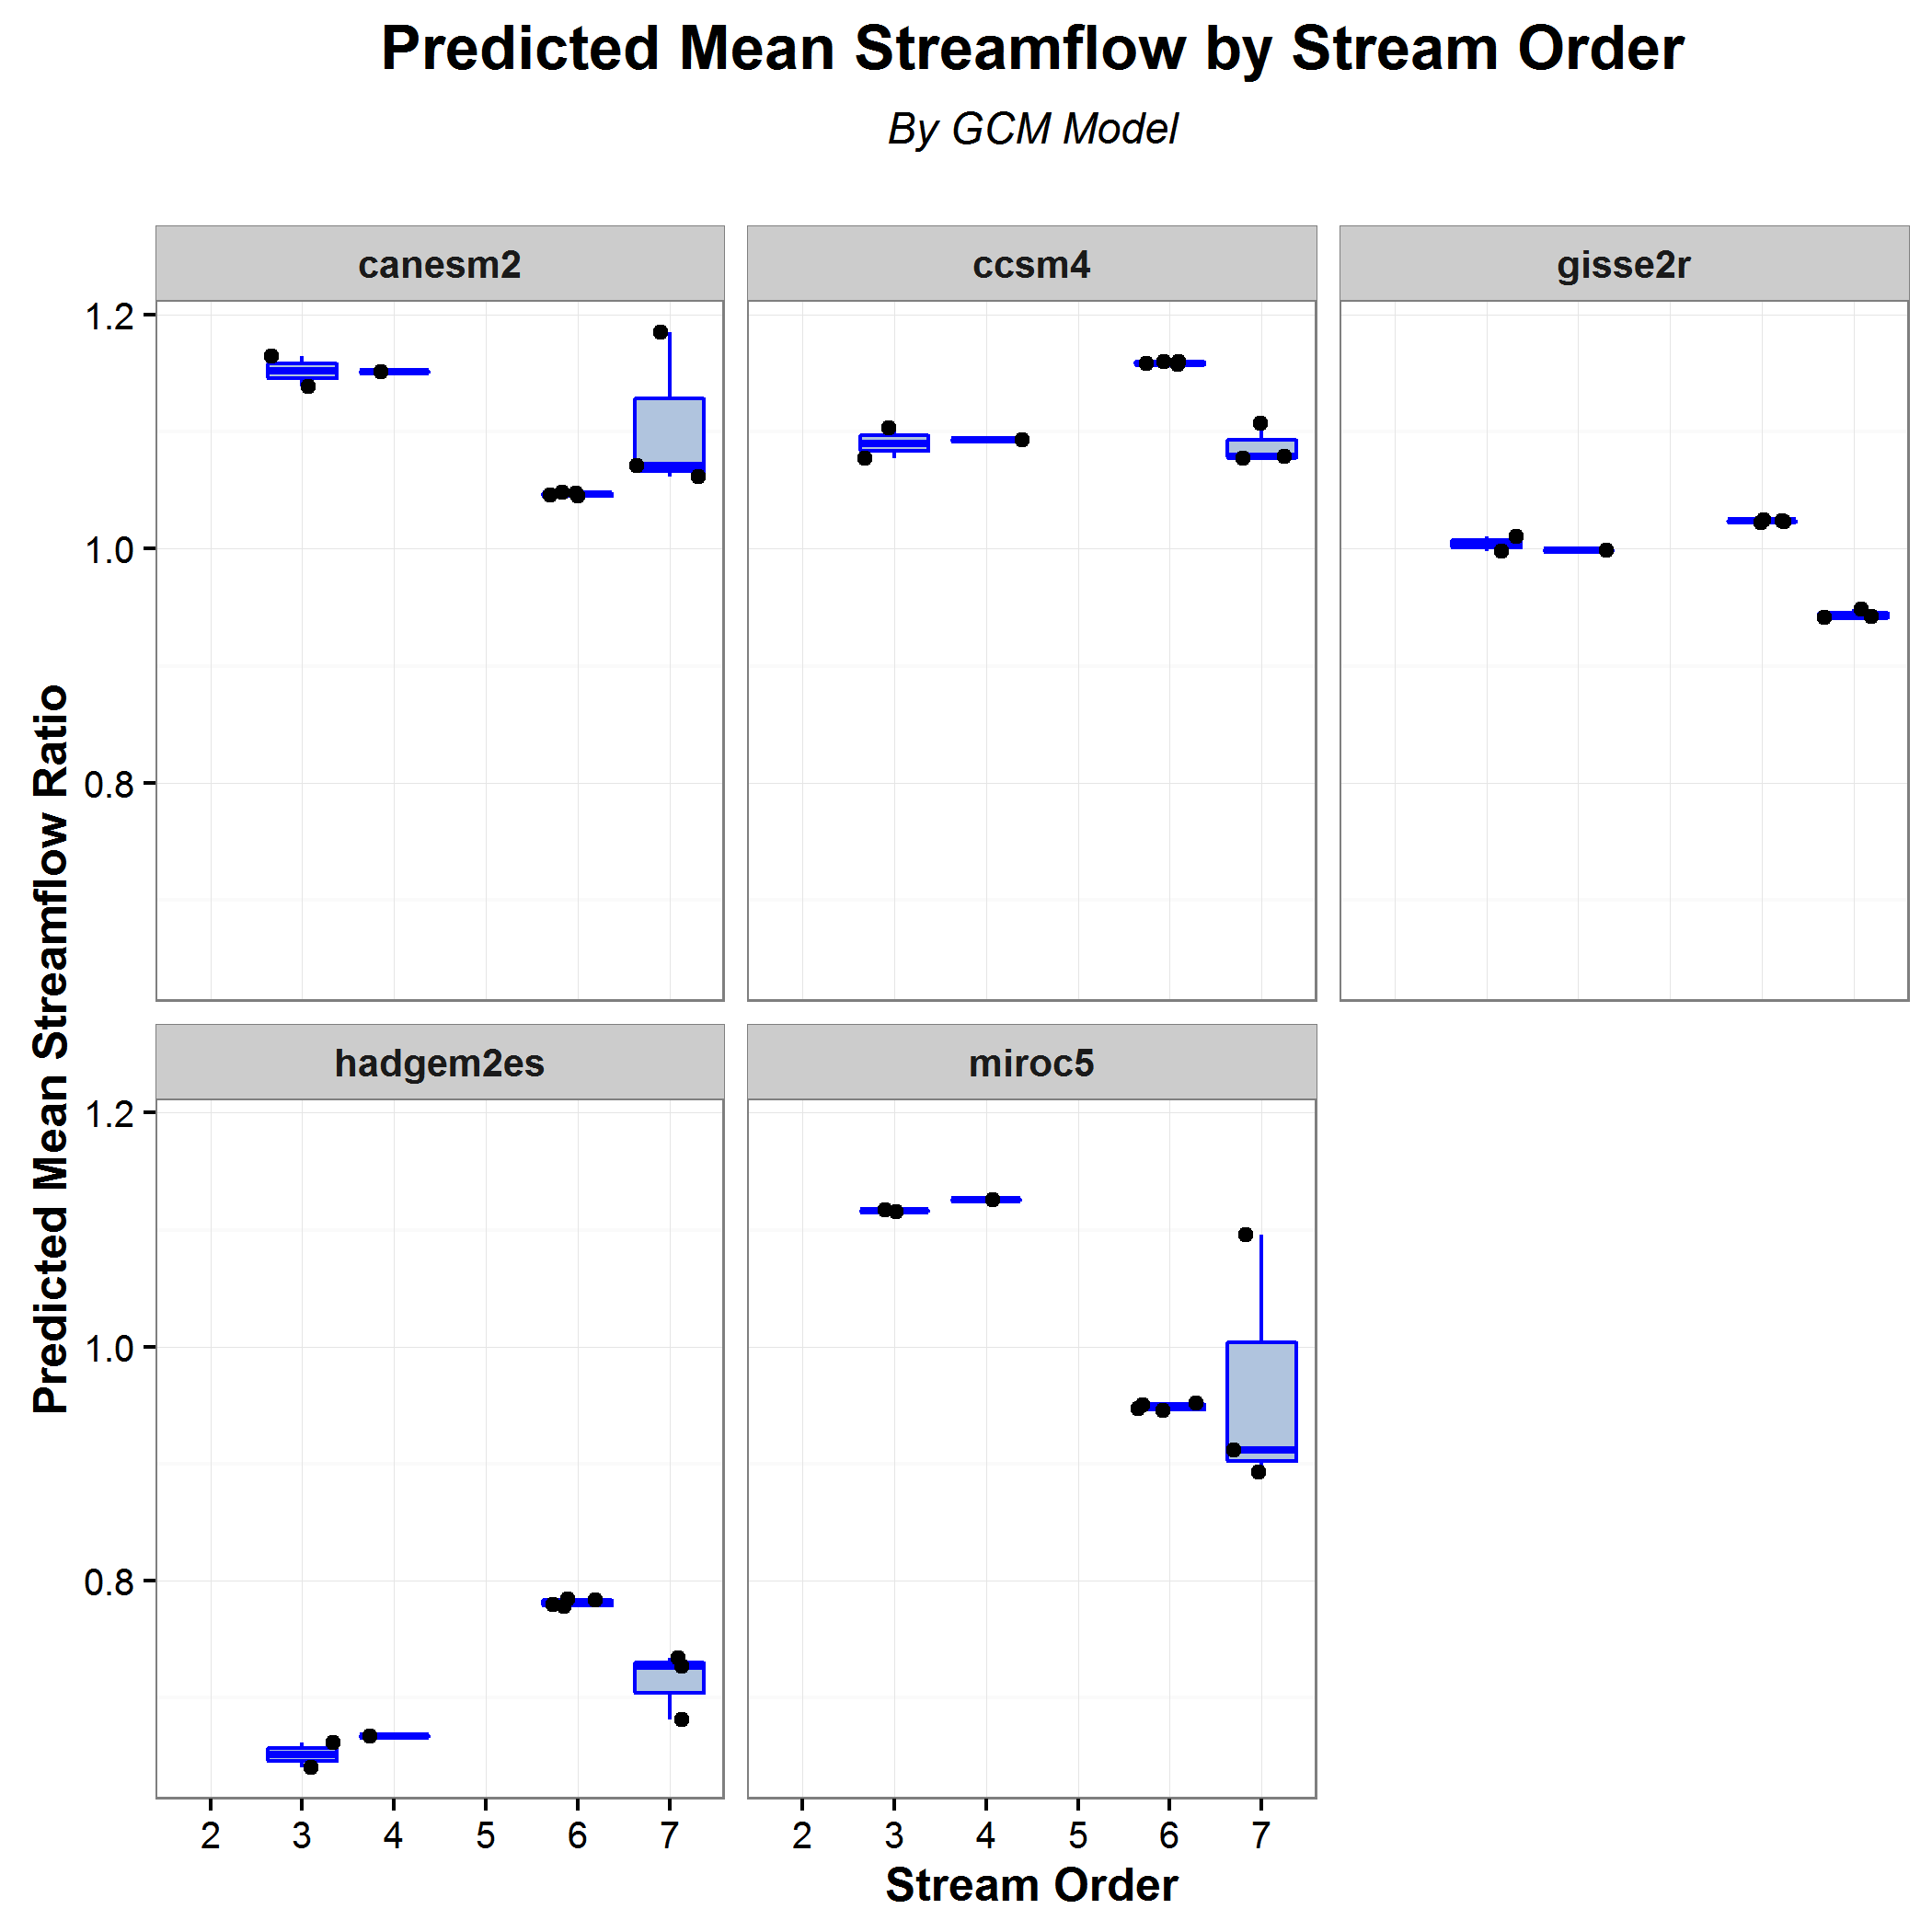 Predicted Mean Streamflow by Stream Order
By GCM Model
canesm2
ccsm4
gisse2r
1.2
1.0
0.8
Predicted Mean Streamflow Ratio
hadgem2es
miroc5
1.2
1.0
0.8
2 3 4 5 6 7
2 3 4 5 6 7
Stream Order